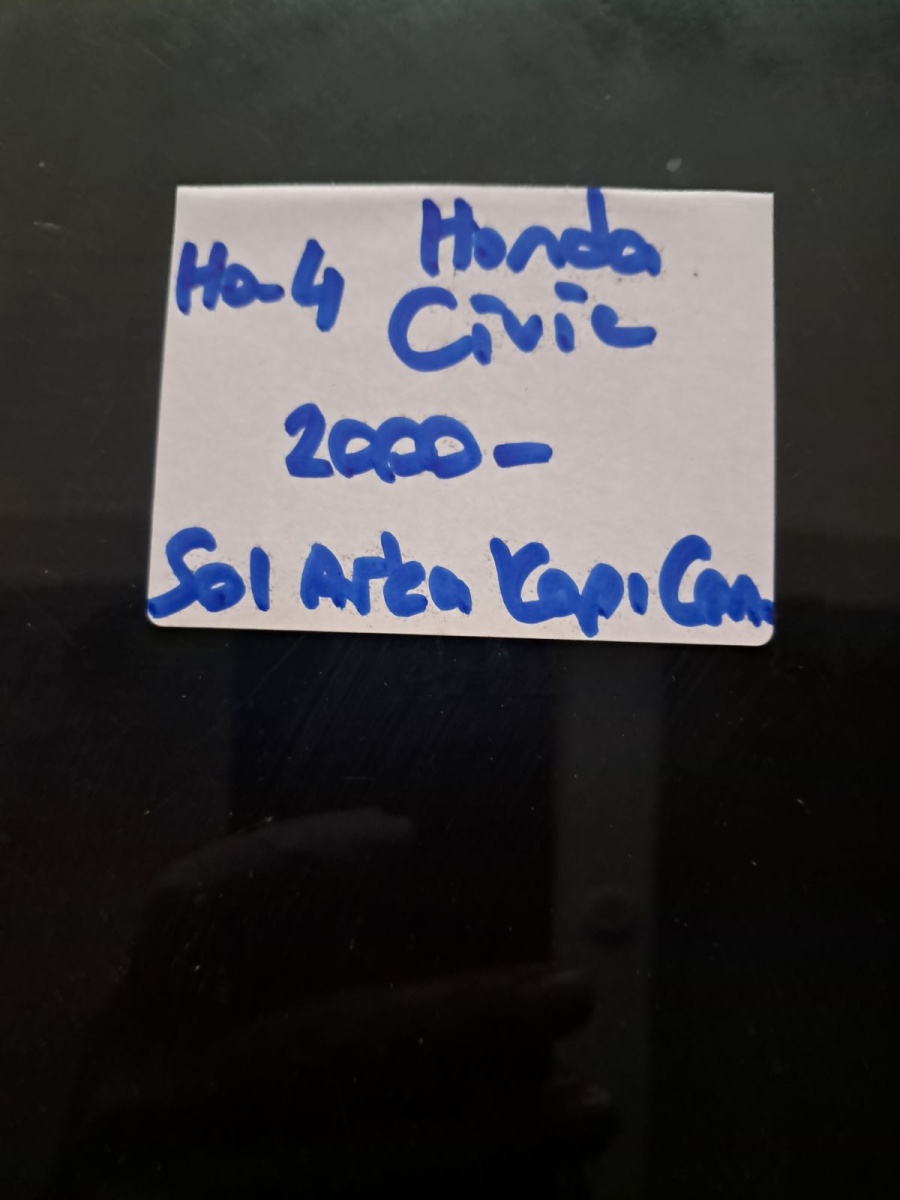 Ha-4 Honda
Civic
2000-
Sol Arka Kapı Cam